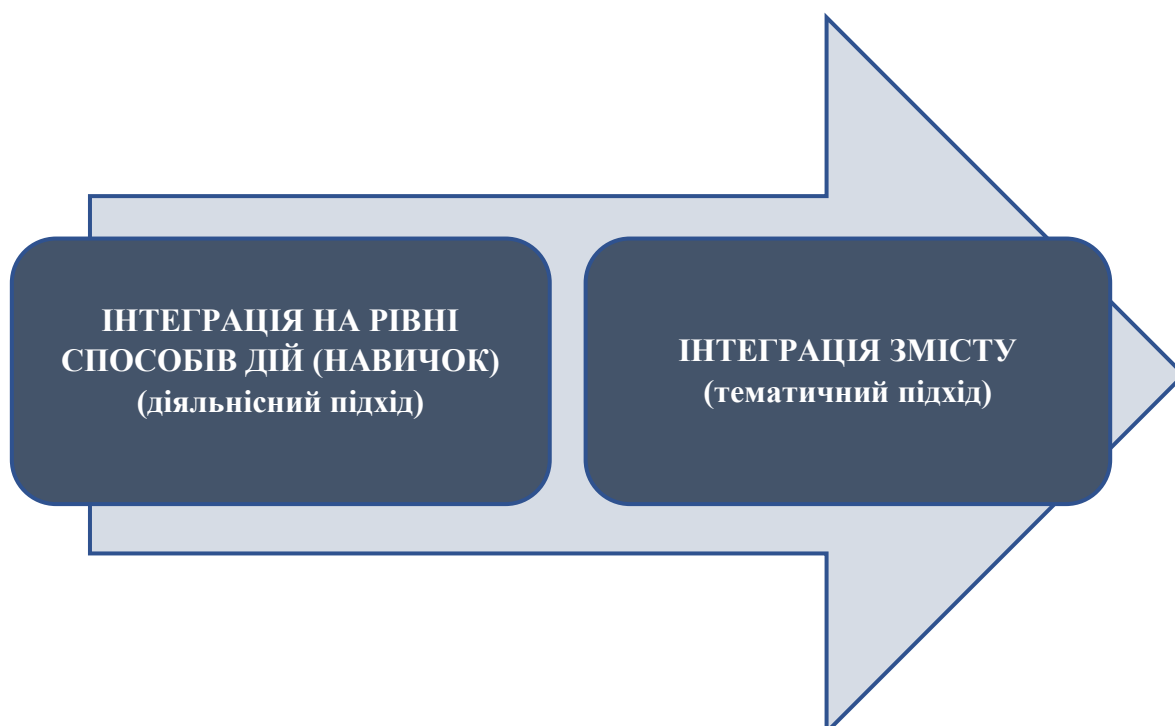 ІНТЕГРАЦІЯ НА РІВНІ
СПОСОБІВ ДІЙ (НАВИЧОК)
(діяльнісний підхід)
ІНТЕГРАЦІЯ ЗМІСТУ
(тематичний підхід)